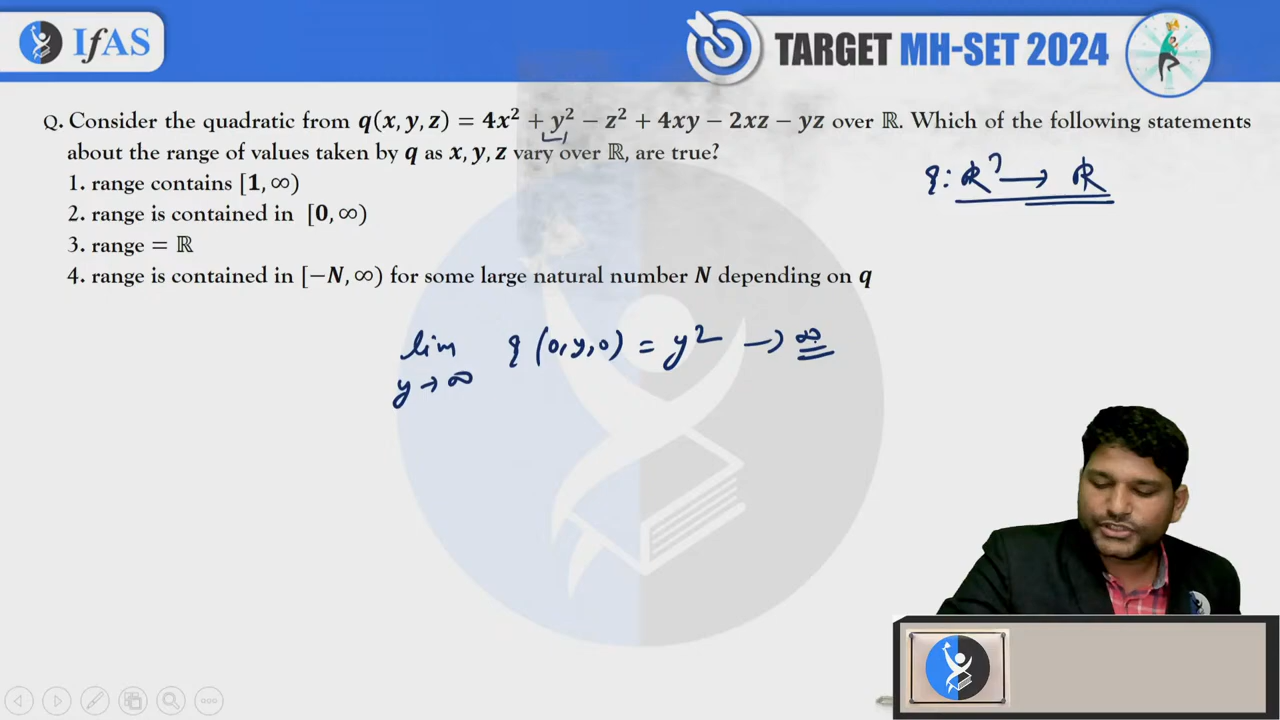 IfAS
TARGET MH-SET 2024
Q. Consider the quadratic from q(x, y, z) = 4x² + y² − z² + 4xy − 2xz − yz over ℝ. Which of the following statements
about the range of values taken by q as x, y, z vary over ℝ, are true?
1. range contains [1, ∞)
2. range is contained in [0, ∞)
3. range = ℝ
4. range is contained in [−N, ∞) for some large natural number N depending on q
q: ℝ³ → ℝ
lim q (0, y, 0) = y² → ∞
y → ∞